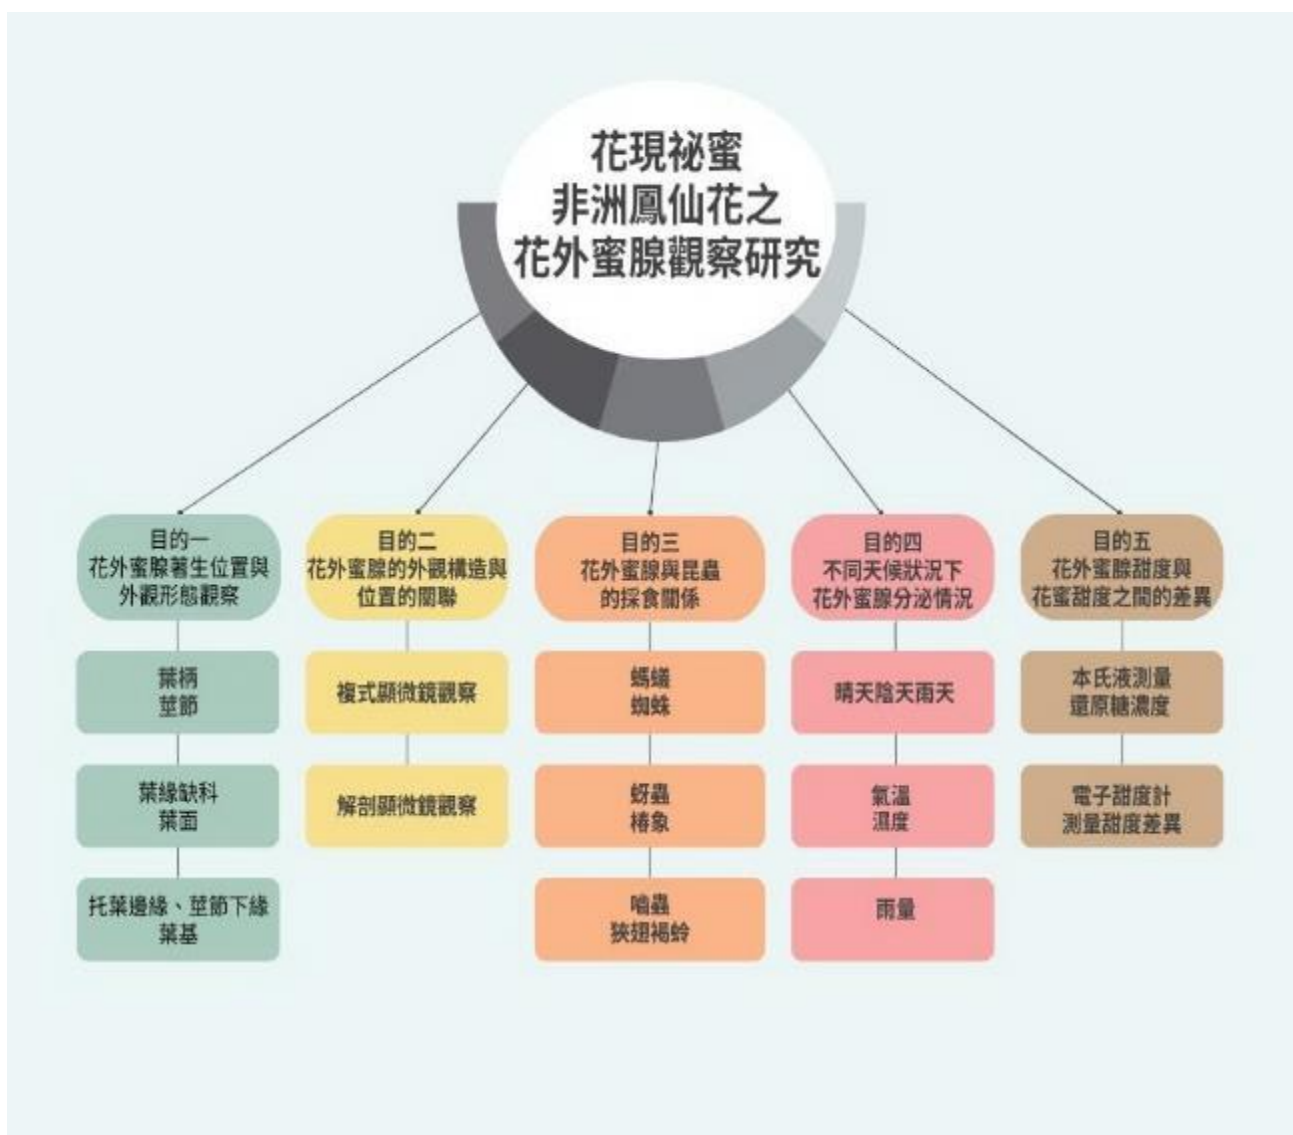 花現祕蜜
非洲鳳仙花之
花外蜜腺觀察研究
目的一
花外蜜腺著生位置與
外觀形態觀察
葉柄
莖節
葉緣缺科
葉面
托葉邊緣、莖節下緣
葉基
目的二
花外蜜腺的外觀構造與
位置的關聯
複式顯微鏡觀察
解剖顯微鏡觀察
目的三
花外蜜腺與昆蟲
的採食關係
螞蟻
蜘蛛
蚜蟲
椿象
嚙蟲
狹翅褐蛉
目的四
不同天候狀況下
花外蜜腺分泌情況
晴天陰天雨天
氣溫
濕度
雨量
目的五
花外蜜腺甜度與
花蜜甜度之間的差異
本氏液測量
還原糖濃度
電子甜度計
測量甜度差異